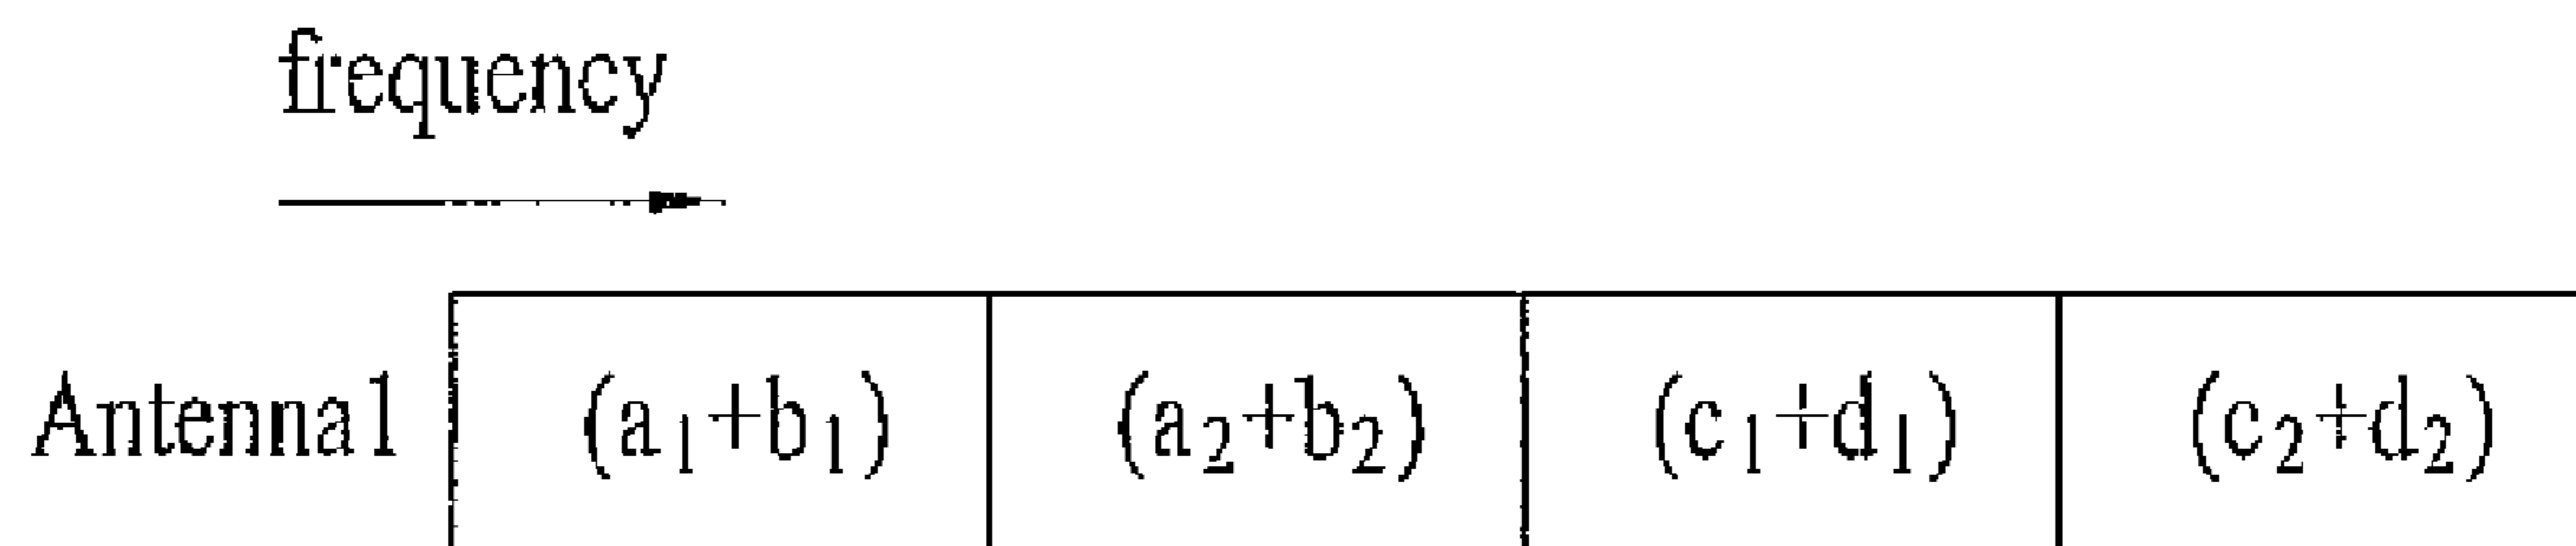 frequency
Antenna1 (a₁+b₁) (a₂+b₂) (c₁+d₁) (c₂+d₂)